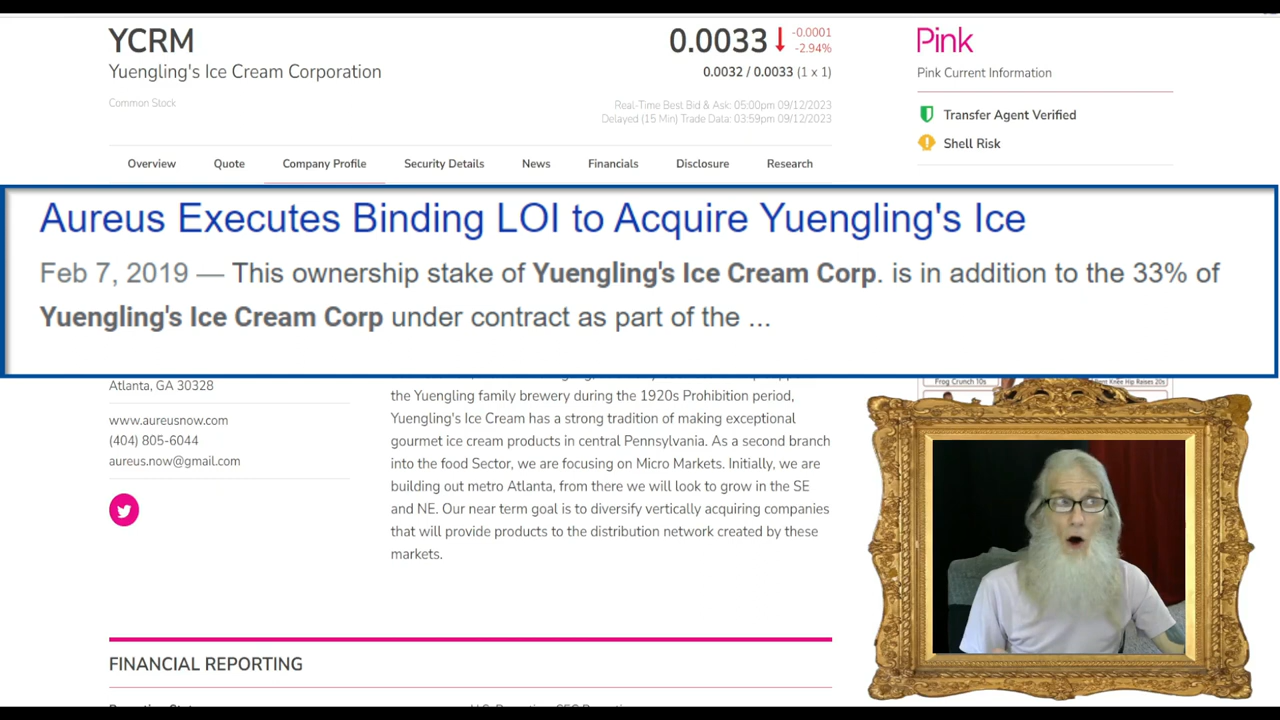 YCRM
Yuengling's Ice Cream Corporation
Common Stock
0.0033
-0.0001
-2.94%
0.0032 / 0.0033 (1 x 1)
Real-Time Best Bid & Ask: 05:00pm 09/12/2023
Delayed (15 Min) Trade Data: 03:59pm 09/12/2023
Pink
Pink Current Information
Transfer Agent Verified
Shell Risk
Overview Quote Company Profile Security Details News Financials Disclosure Research
Aureus Executes Binding LOI to Acquire Yuengling's Ice
Feb 7, 2019 — This ownership stake of Yuengling's Ice Cream Corp. is in addition to the 33% of
Yuengling's Ice Cream Corp under contract as part of the ...
Atlanta, GA 30328
www.aureusnow.com
(404) 805-6044
aureus.now@gmail.com
the Yuengling family brewery during the 1920s Prohibition period,
Yuengling's Ice Cream has a strong tradition of making exceptional
gourmet ice cream products in central Pennsylvania. As a second branch
into the food Sector, we are focusing on Micro Markets. Initially, we are
building out metro Atlanta, from there we will look to grow in the SE
and NE. Our near term goal is to diversify vertically acquiring companies
that will provide products to the distribution network created by these
markets.
Frog Crunch 10s
Knee Hip Raises 20s
FINANCIAL REPORTING